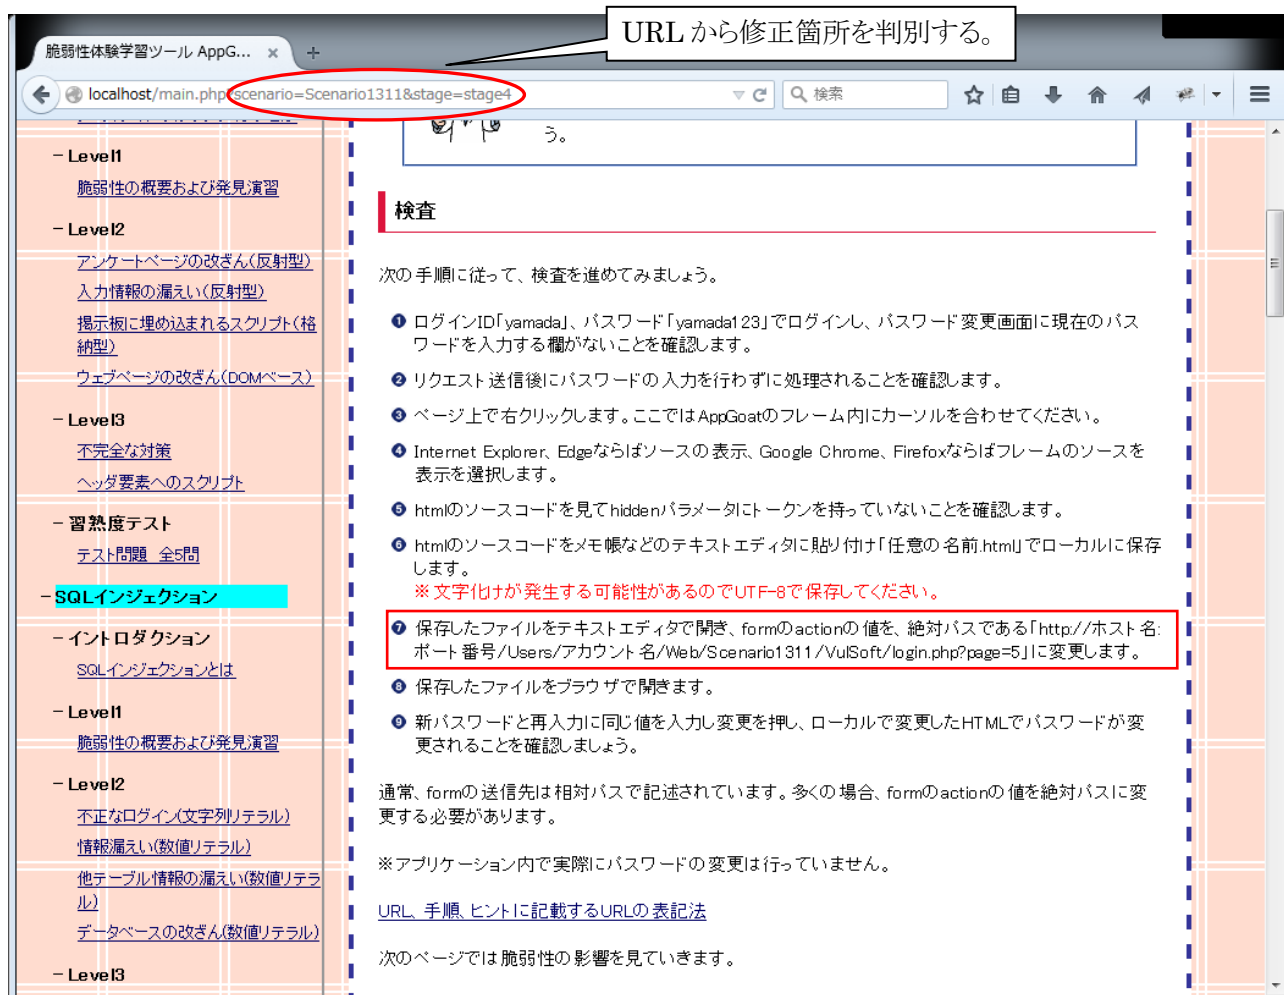 URL から修正箇所を判別する。
脆弱性体験学習ツール AppG...
localhost/main.php?scenario=Scenario1311&stage=stage4
検索
－Level1
脆弱性の概要および発見演習
－Level2
アンケートページの改ざん(反射型)
入力情報の漏えい(反射型)
掲示板に埋め込まれるスクリプト(格
納型)
ウェブページの改ざん(DOMベース)
－Level3
不完全な対策
ヘッダ要素へのスクリプト
－習熟度テスト
テスト問題 全5問
－SQLインジェクション
－イントロダクション
SQLインジェクションとは
－Level1
脆弱性の概要および発見演習
－Level2
不正なログイン(文字列リテラル)
情報漏えい(数値リテラル)
他テーブル情報の漏えい(数値リテラ
ル)
データベースの改ざん(数値リテラル)
－Level3
う。
検査
次の手順に従って、検査を進めてみましょう。
❶ ログインID「yamada」、パスワード「yamada123」でログインし、パスワード変更画面に現在のパス
ワードを入力する欄がないことを確認します。
❷ リクエスト送信後にパスワードの入力を行わずに処理されることを確認します。
❸ ページ上で右クリックします。ここではAppGoatのフレーム内にカーソルを合わせてください。
❹ Internet Explorer、Edgeならばソースの表示、Google Chrome、Firefoxならばフレームのソースを
表示を選択します。
❺ htmlのソースコードを見てhiddenパラメータにトークンを持っていないことを確認します。
❻ htmlのソースコードをメモ帳などのテキストエディタに貼り付け「任意の名前.html」でローカルに保存
します。
※文字化けが発生する可能性があるのでUTF-8で保存してください。
❼ 保存したファイルをテキストエディタで開き、formのactionの値を、絶対パスである「http://ホスト名:
ポート番号/Users/アカウント名/Web/Scenario1311/VulSoft/login.php?page=5」に変更します。
❽ 保存したファイルをブラウザで開きます。
❾ 新パスワードと再入力に同じ値を入力し変更を押し、ローカルで変更したHTMLでパスワードが変
更されることを確認しましょう。
通常、formの送信先は相対パスで記述されています。多くの場合、formのactionの値を絶対パスに変
更する必要があります。
※アプリケーション内で実際にパスワードの変更は行っていません。
URL、手順、ヒントに記載するURLの表記法
次のページでは脆弱性の影響を見ていきます。